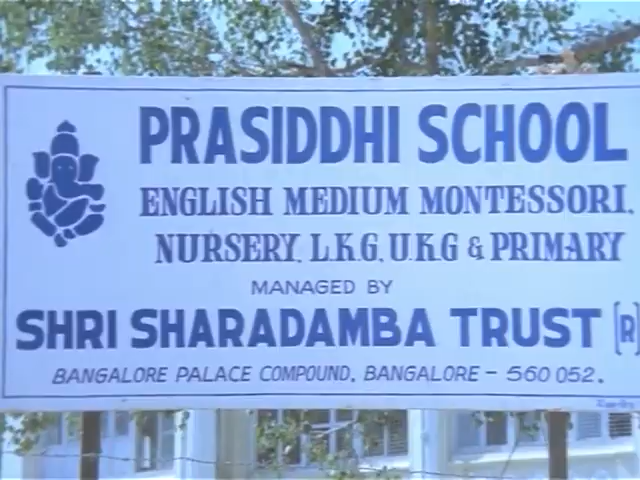 PRASIDDHI SCHOOL
ENGLISH MEDIUM MONTESSORI,
NURSERY, L.K.G, U.K.G & PRIMARY
MANAGED BY
SHRI SHARADAMBA TRUST [R]
BANGALORE PALACE COMPOUND, BANGALORE - 560 052.